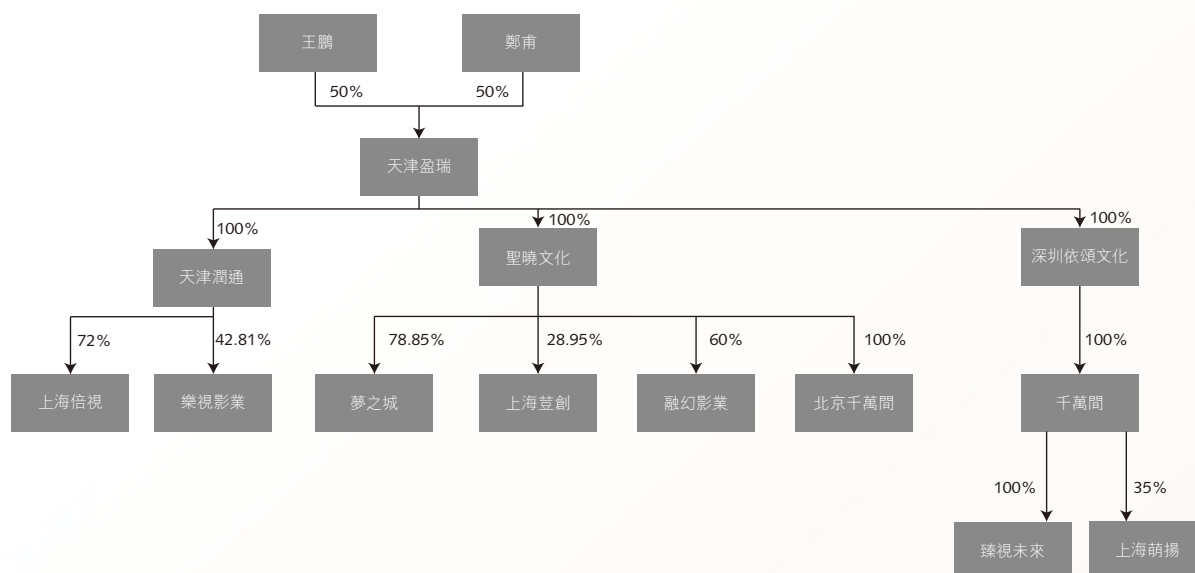 王鵬
鄭甫
50%
50%
天津盈瑞
100%
100%
100%
天津潤通
聖曉文化
深圳依頌文化
72%
42.81%
78.85%
28.95%
60%
100%
100%
上海倍視
樂視影業
夢之城
上海荳創
融幻影業
北京千萬間
千萬間
100%
35%
臻視未來
上海萌揚